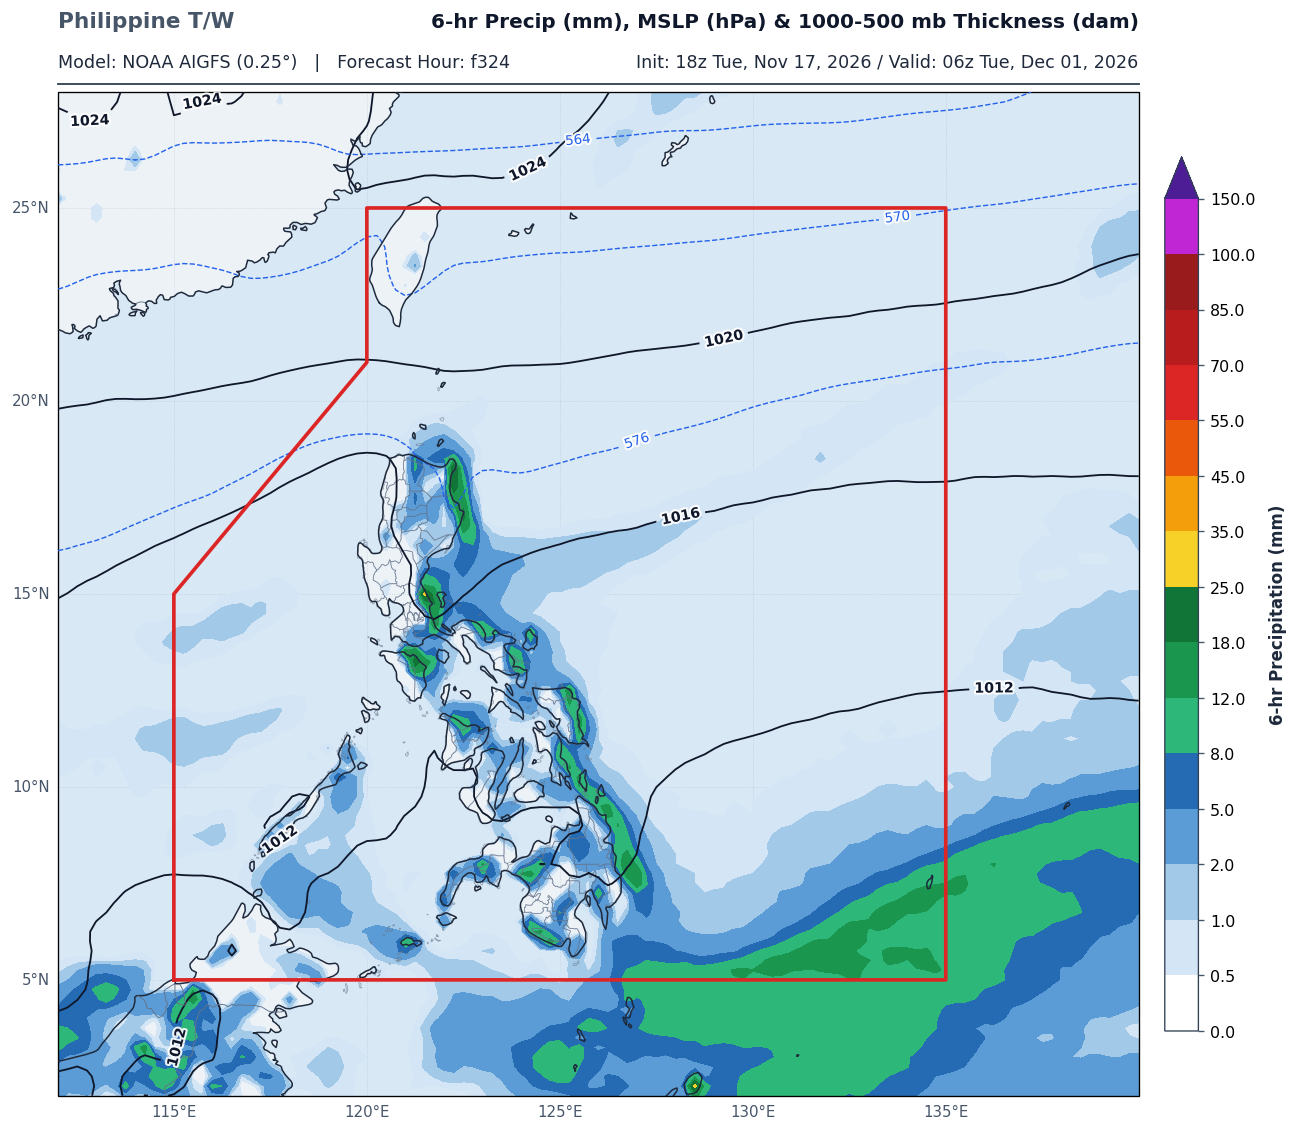 Philippine T/W
6-hr Precip (mm), MSLP (hPa) & 1000-500 mb Thickness (dam)
Model: NOAA AIGFS (0.25°) | Forecast Hour: f324
Init: 18z Tue, Nov 17, 2026 / Valid: 06z Tue, Dec 01, 2026
1024
1024
1024
564
570
1020
576
1016
1012
1012
1012
25°N
20°N
15°N
10°N
5°N
115°E
120°E
125°E
130°E
135°E
150.0
100.0
85.0
70.0
55.0
45.0
35.0
25.0
18.0
12.0
8.0
5.0
2.0
1.0
0.5
0.0
6-hr Precipitation (mm)